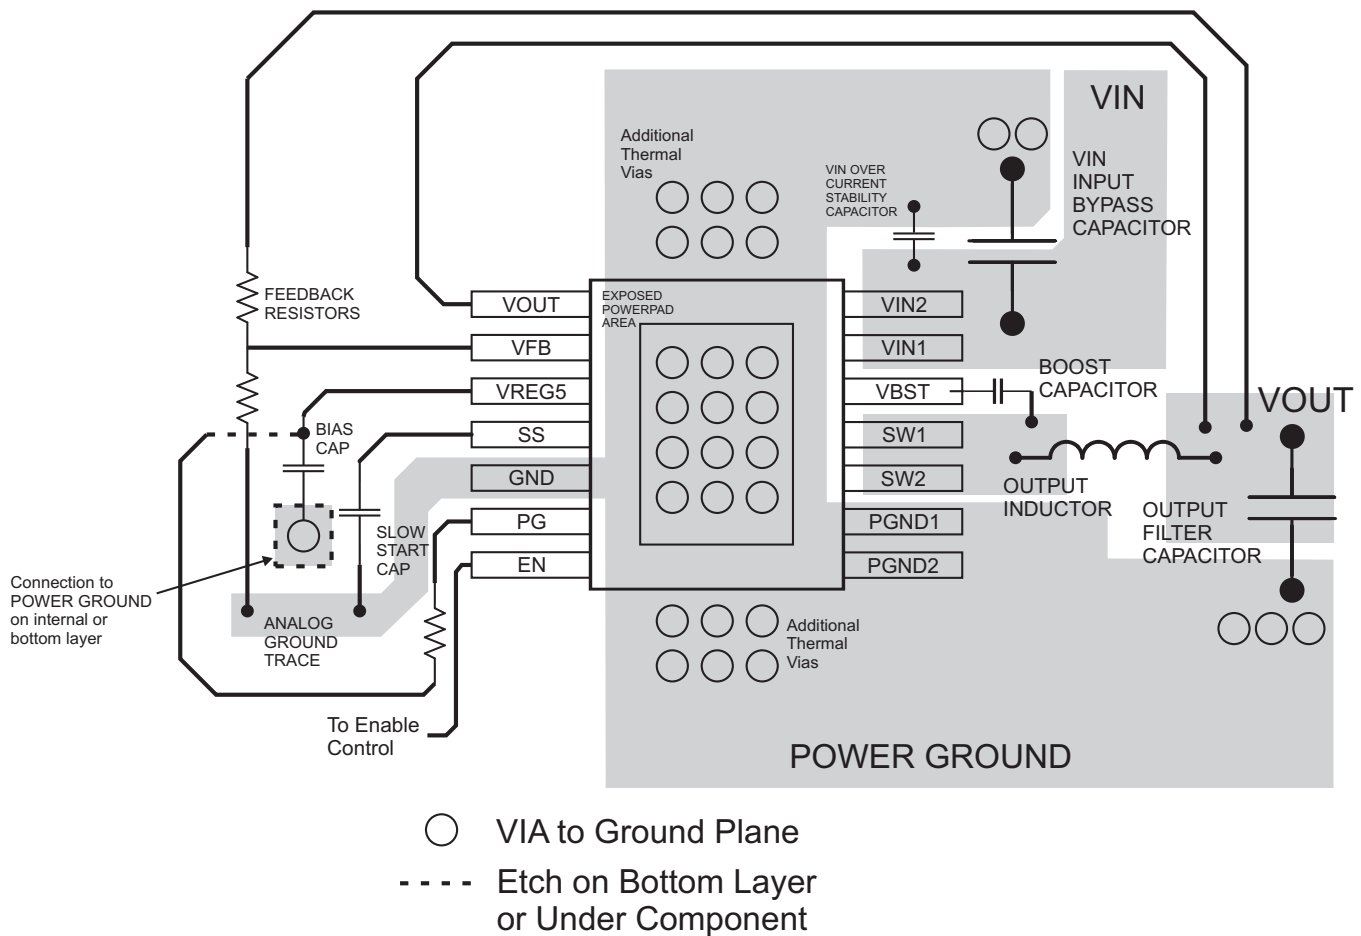 VIN
Additional
Thermal
Vias
VIN OVER
CURRENT
STABILITY
CAPACITOR
VIN
INPUT
BYPASS
CAPACITOR
FEEDBACK
RESISTORS
EXPOSED
POWERPAD
AREA
VOUT
VFB
VREG5
SS
GND
PG
EN
VIN2
VIN1
VBST
SW1
SW2
PGND1
PGND2
BOOST
CAPACITOR
VOUT
BIAS
CAP
OUTPUT
INDUCTOR
OUTPUT
FILTER
CAPACITOR
SLOW
START
CAP
Connection to
POWER GROUND
on internal or
bottom layer
ANALOG
GROUND
TRACE
Additional
Thermal
Vias
To Enable
Control
POWER GROUND
VIA to Ground Plane
Etch on Bottom Layer
or Under Component